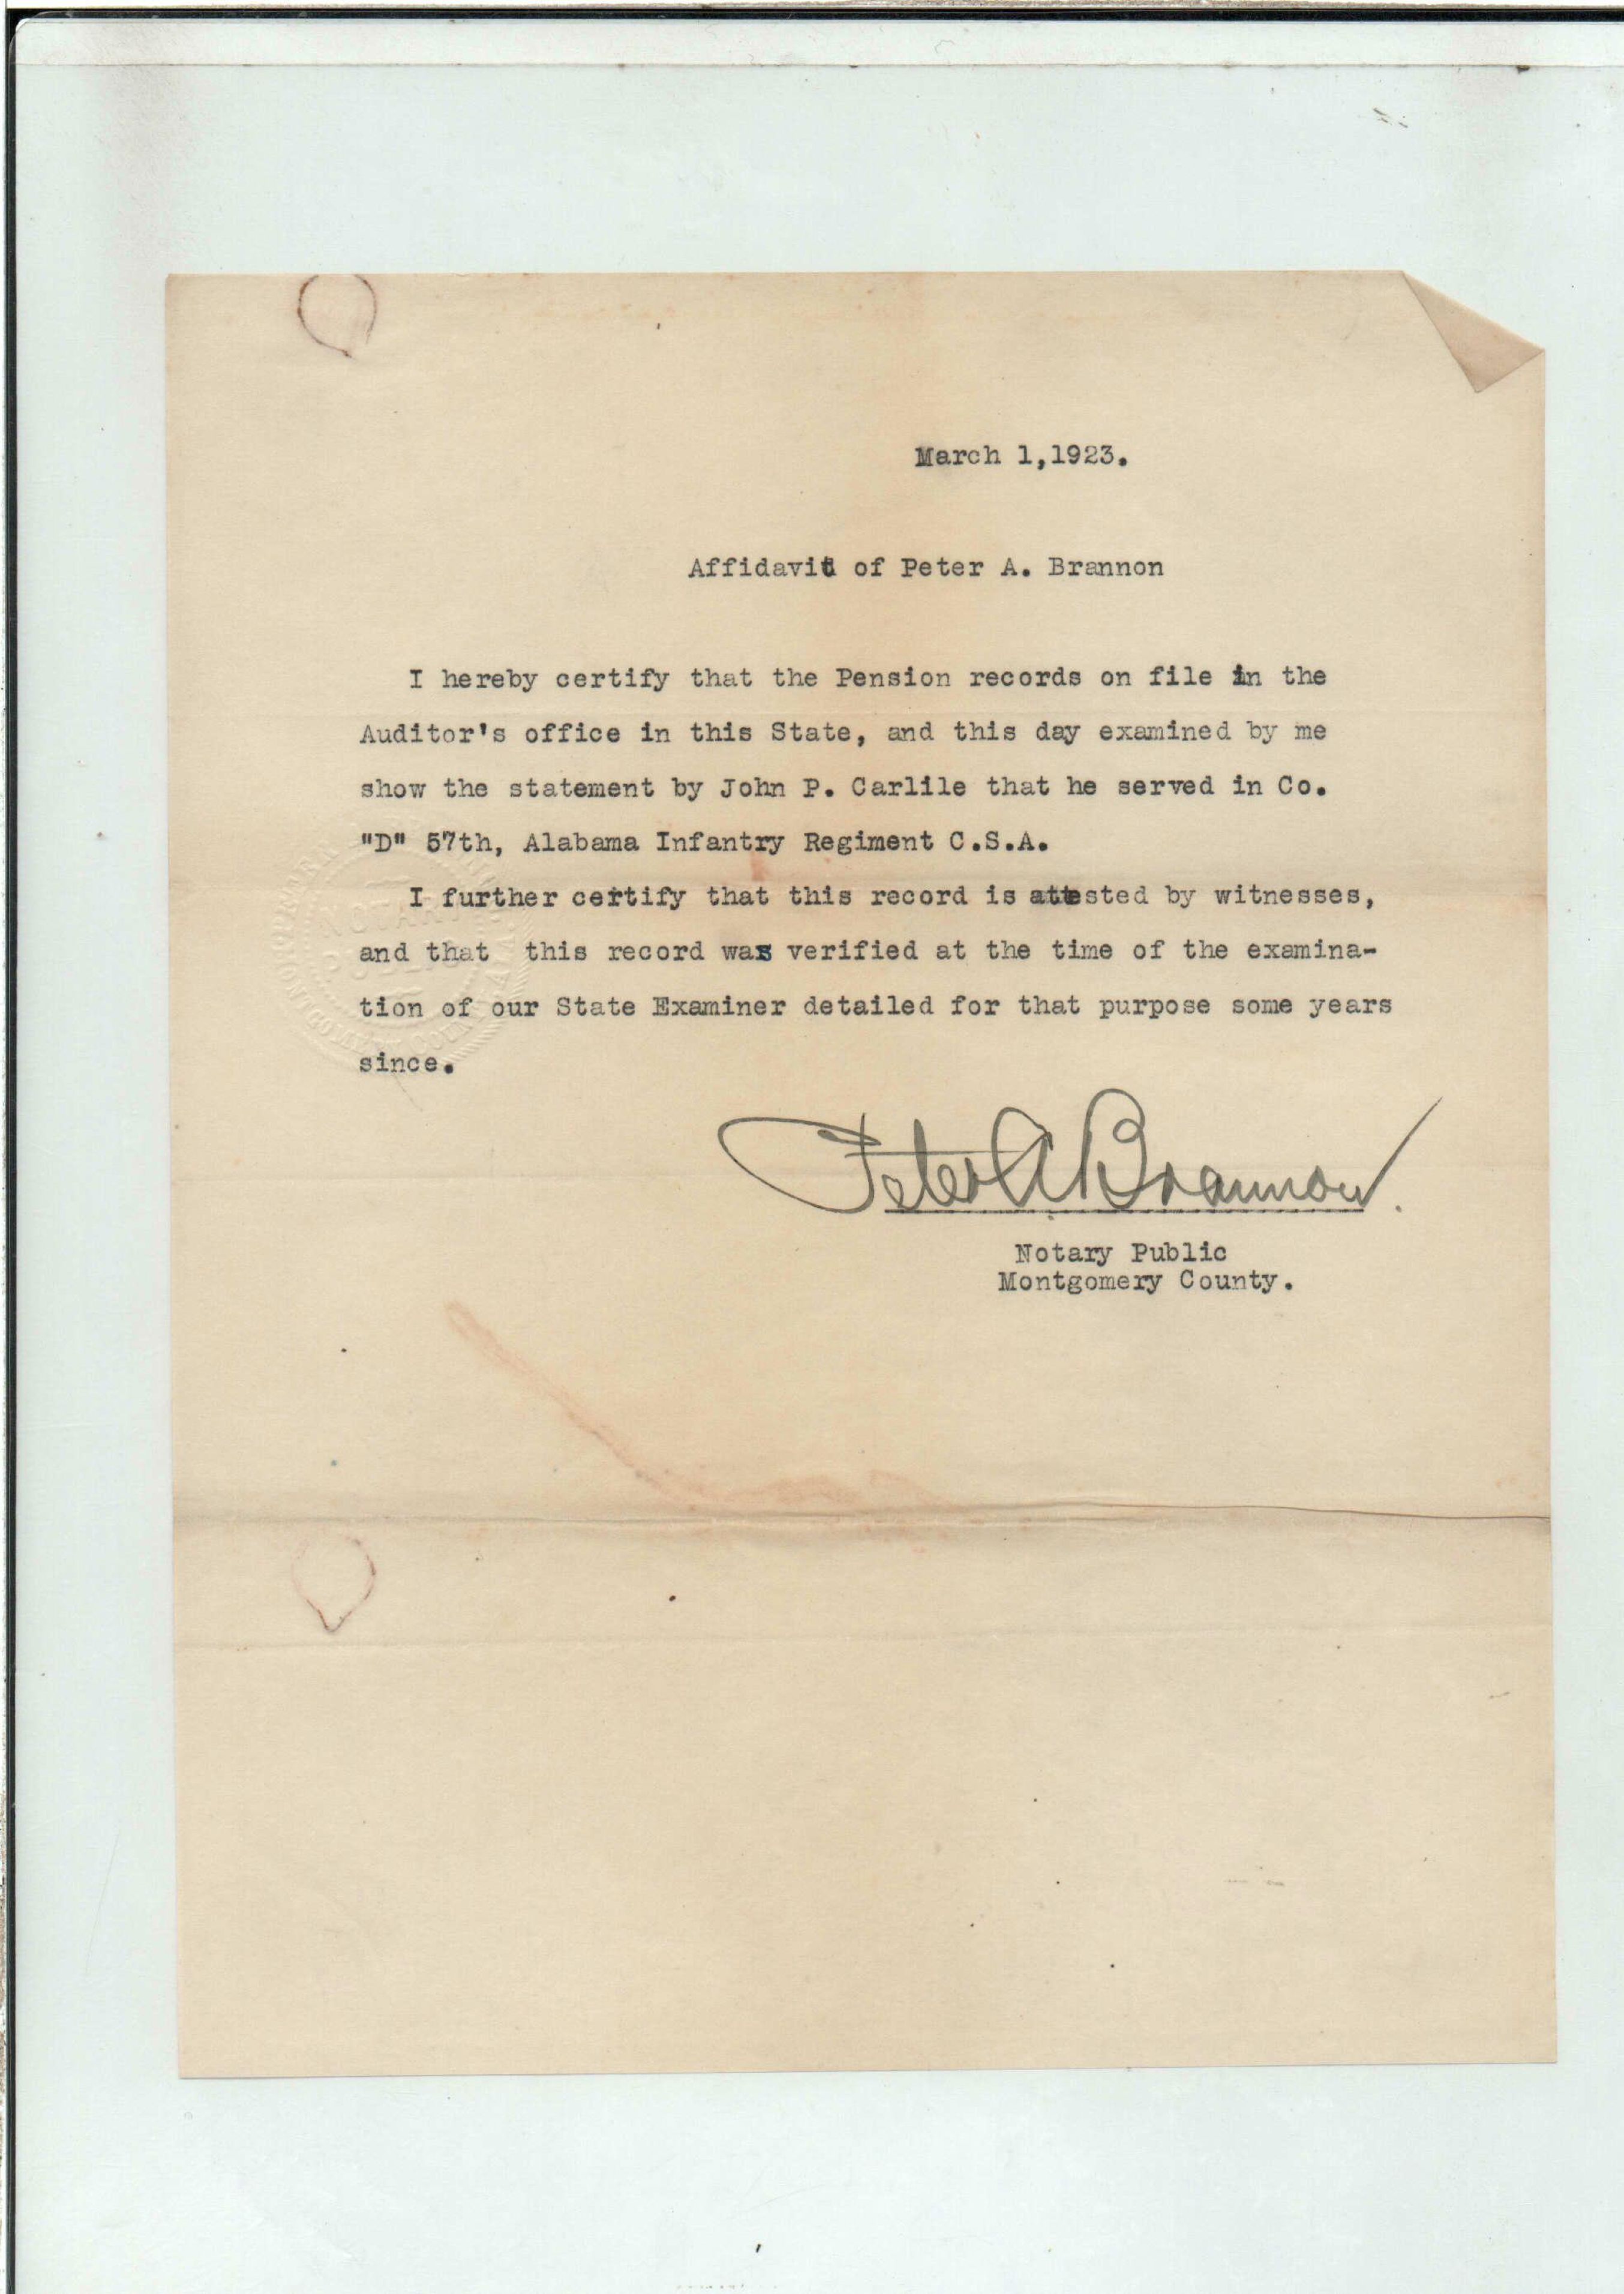 March 1,1923.
Affidavit of Peter A. Brannon
I hereby certify that the Pension records on file in the
Auditor's office in this State, and this day examined by me
show the statement by John P. Carlile that he served in Co.
"D" 57th, Alabama Infantry Regiment C.S.A.
I further certify that this record is attested by witnesses,
and that this record was verified at the time of the examina-
tion of our State Examiner detailed for that purpose some years
since.
Peter A Brannon.
Notary Public
Montgomery County.